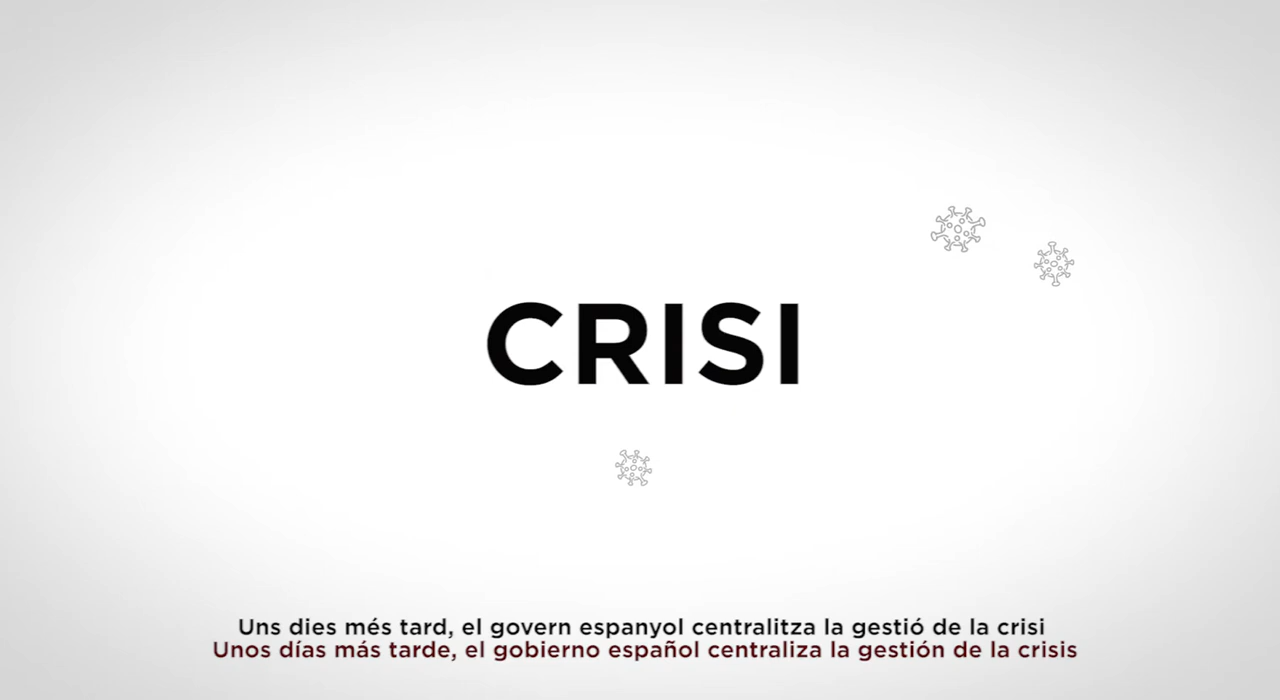 CRISI
Uns dies més tard, el govern espanyol centralitza la gestió de la crisi
Unos días más tarde, el gobierno español centraliza la gestión de la crisis